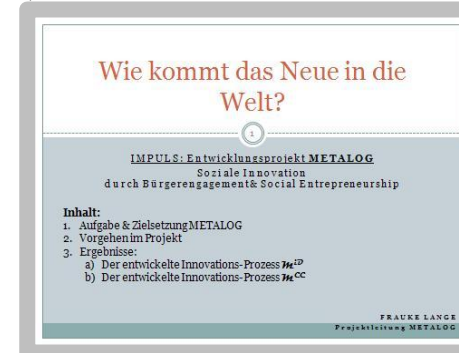 Wie kommt das Neue in die
Welt?
1
IMPULS: Entwicklungsprojekt METALOG
Soziale Innovation
durch Bürgerengagement& Social Entrepreneurship
Inhalt:
1. Aufgabe & Zielsetzung METALOG
2. Vorgehen im Projekt
3. Ergebnisse:
a) Der entwickelte Innovations-Prozess m^ID
b) Der entwickelte Innovations-Prozess m^CC
FRAUKE LANGE
Projektleitung METALOG